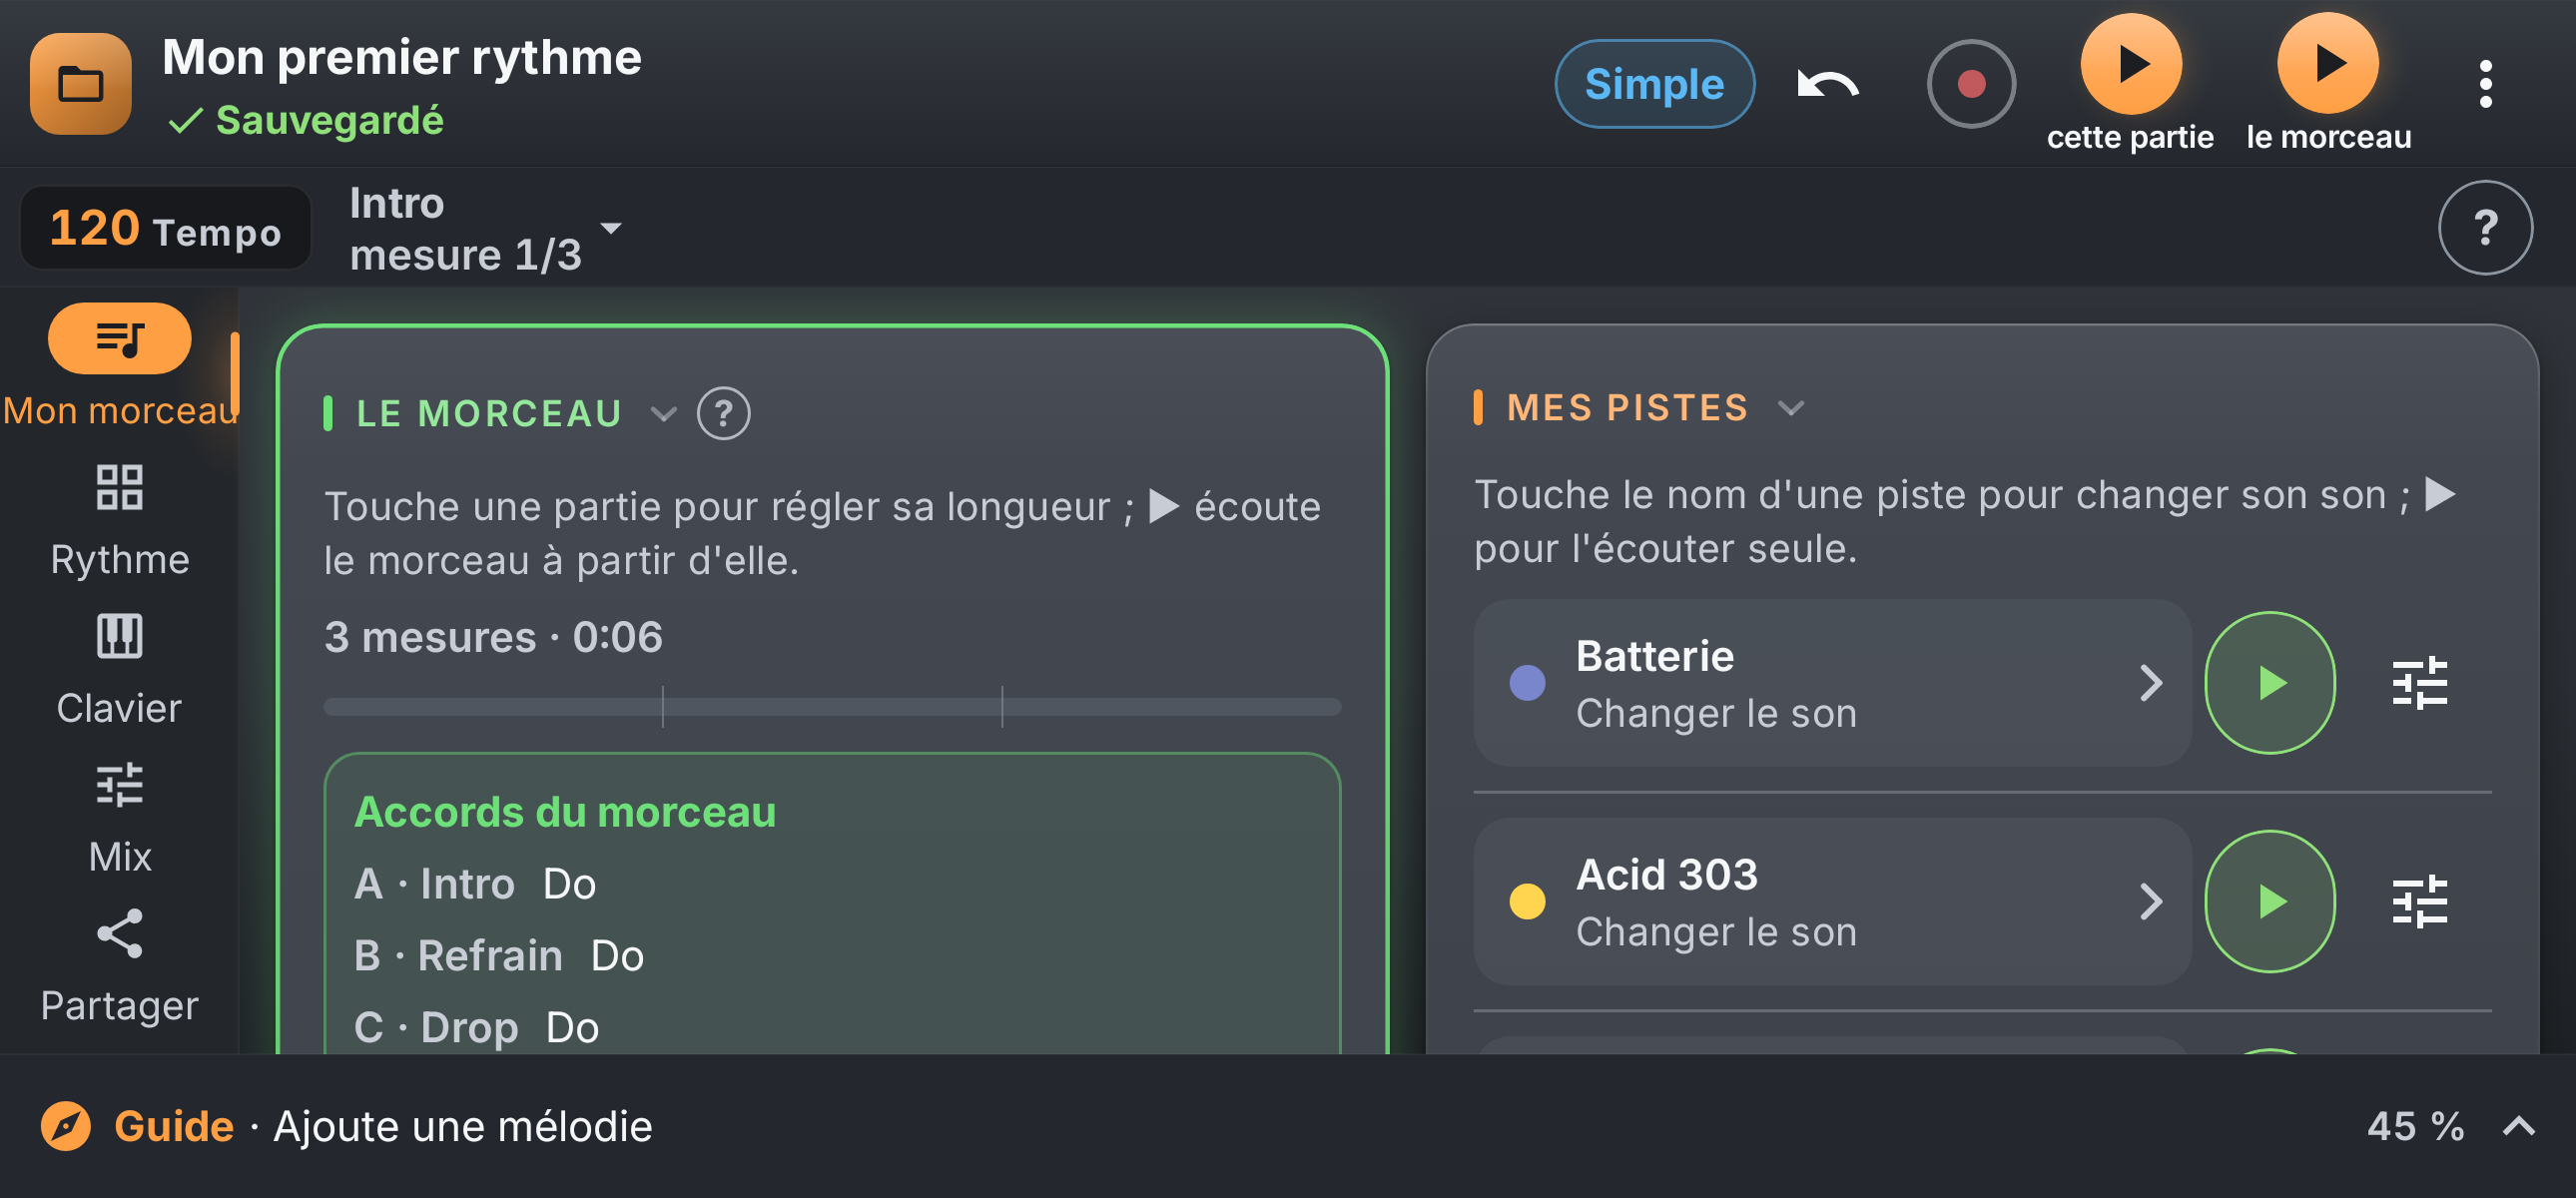 Mon premier rythme
Sauvegardé
Simple
cette partie
le morceau
120 Tempo
Intro
mesure 1/3
?
Mon morceau
Rythme
Clavier
Mix
Partager
LE MORCEAU ?
Touche une partie pour régler sa longueur ; ▶ écoute
le morceau à partir d'elle.
3 mesures · 0:06
Accords du morceau
A · Intro Do
B · Refrain Do
C · Drop Do
MES PISTES
Touche le nom d'une piste pour changer son son ; ▶
pour l'écouter seule.
Batterie
Changer le son
Acid 303
Changer le son
Guide · Ajoute une mélodie
45 %